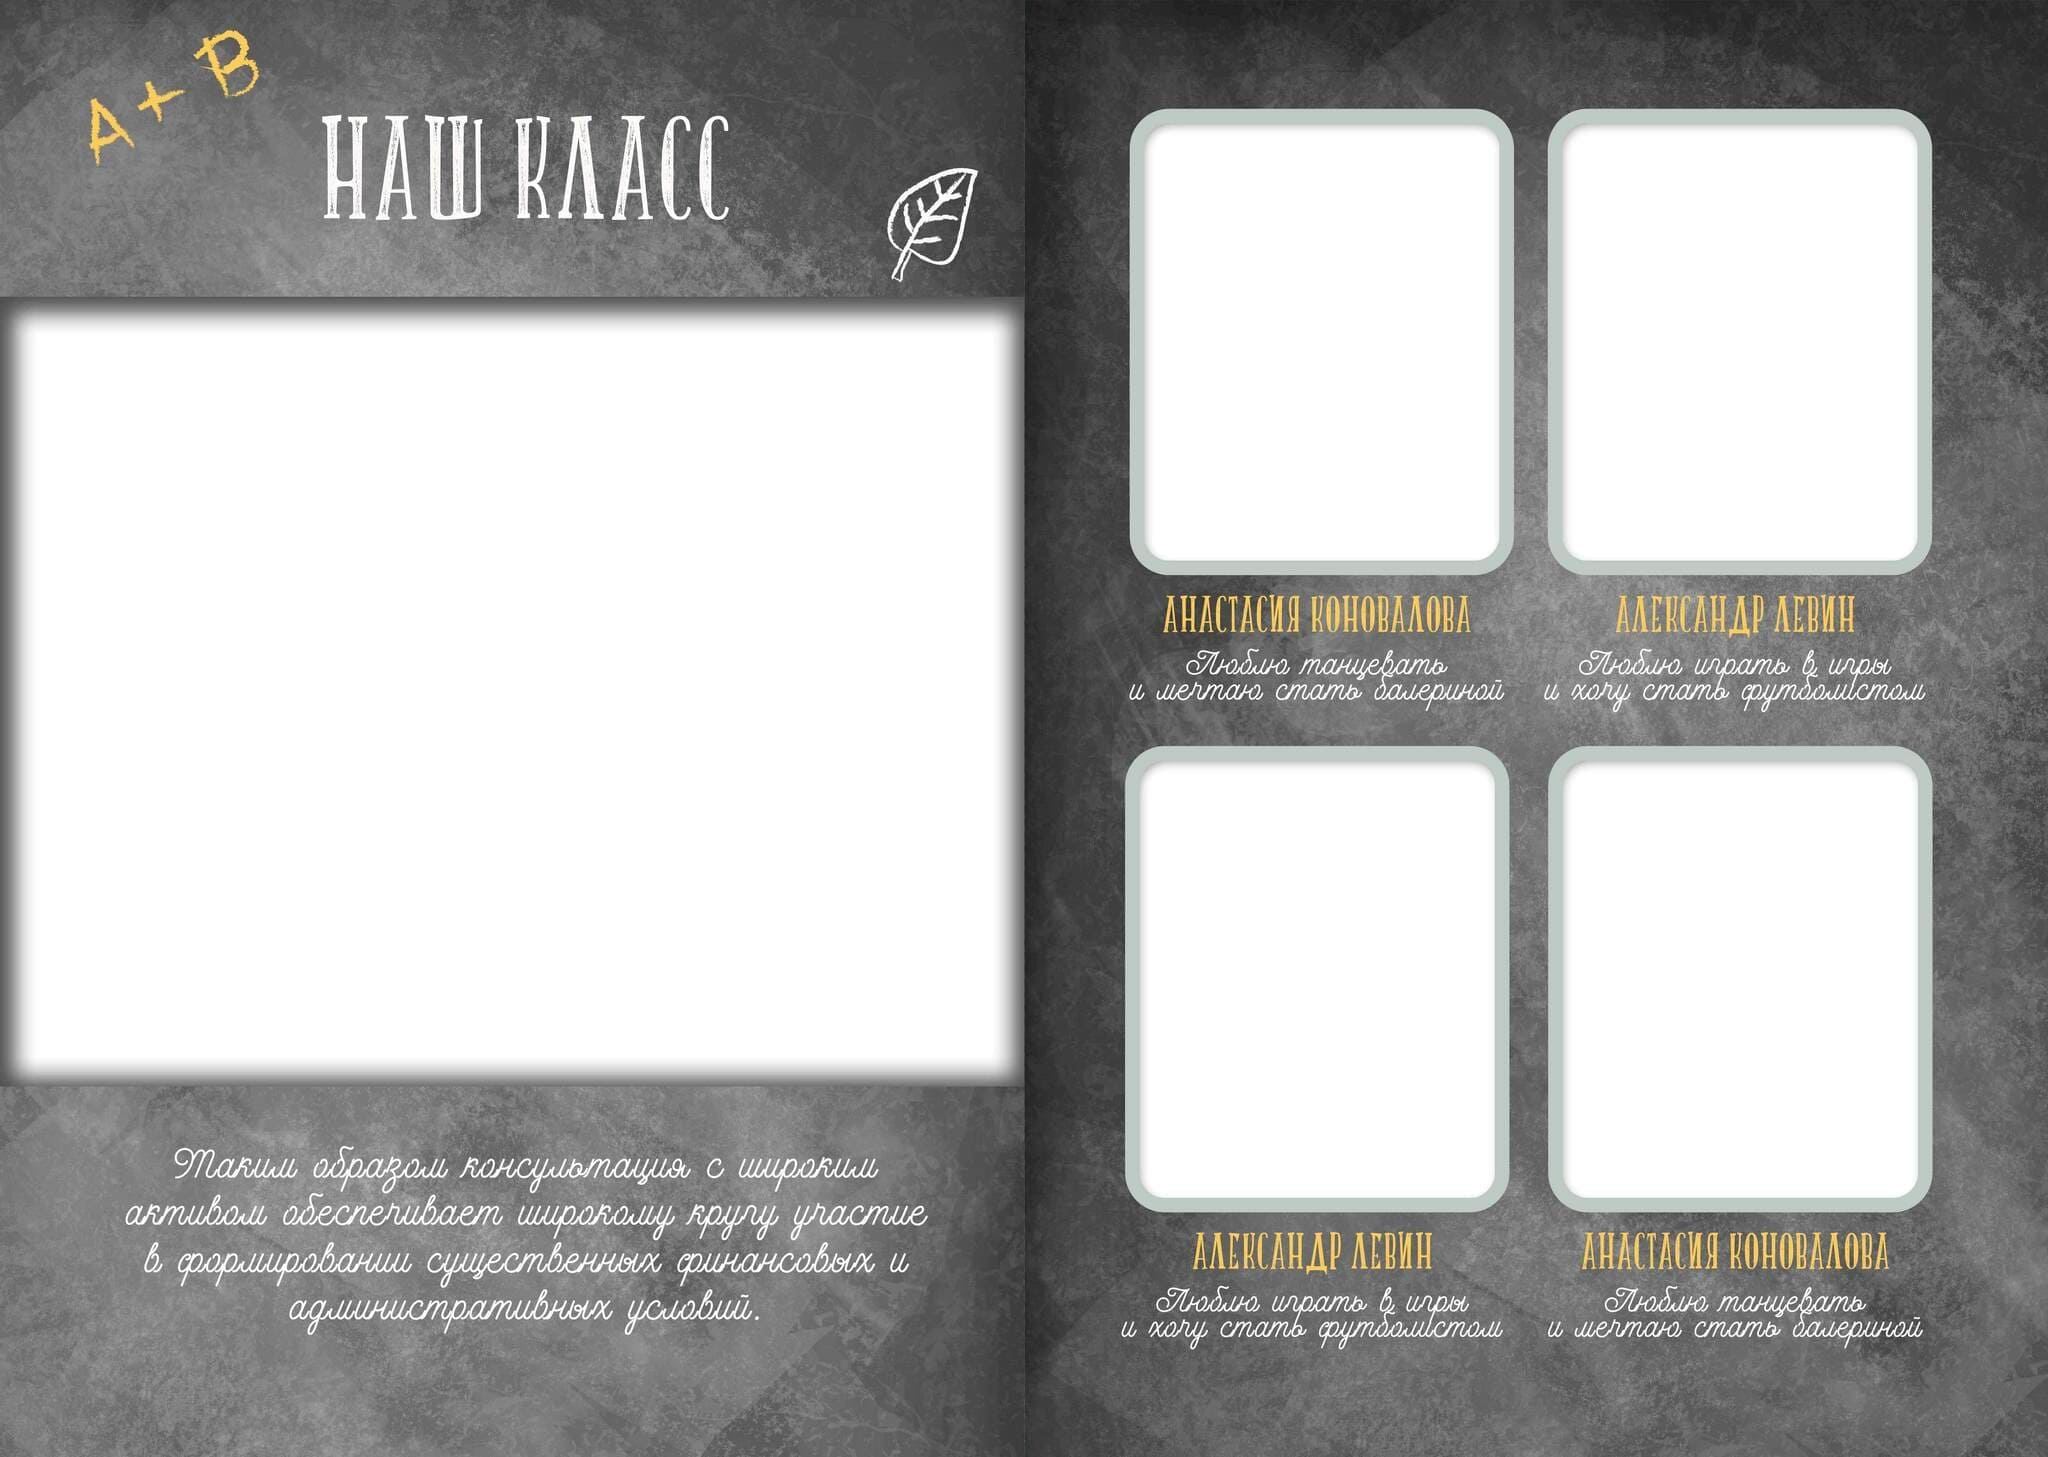 А + В
НАШ КЛАСС
Таким образом консультация с широким
активом обеспечивает широкому кругу участие
в формировании существенных финансовых и
административных условий.
АНАСТАСИЯ КОНОВАЛОВА
Люблю танцевать
и мечтаю стать балериной
АЛЕКСАНДР ЛЕВИН
Люблю играть в игры
и хочу стать футболистом
АЛЕКСАНДР ЛЕВИН
Люблю играть в игры
и хочу стать футболистом
АНАСТАСИЯ КОНОВАЛОВА
Люблю танцевать
и мечтаю стать балериной